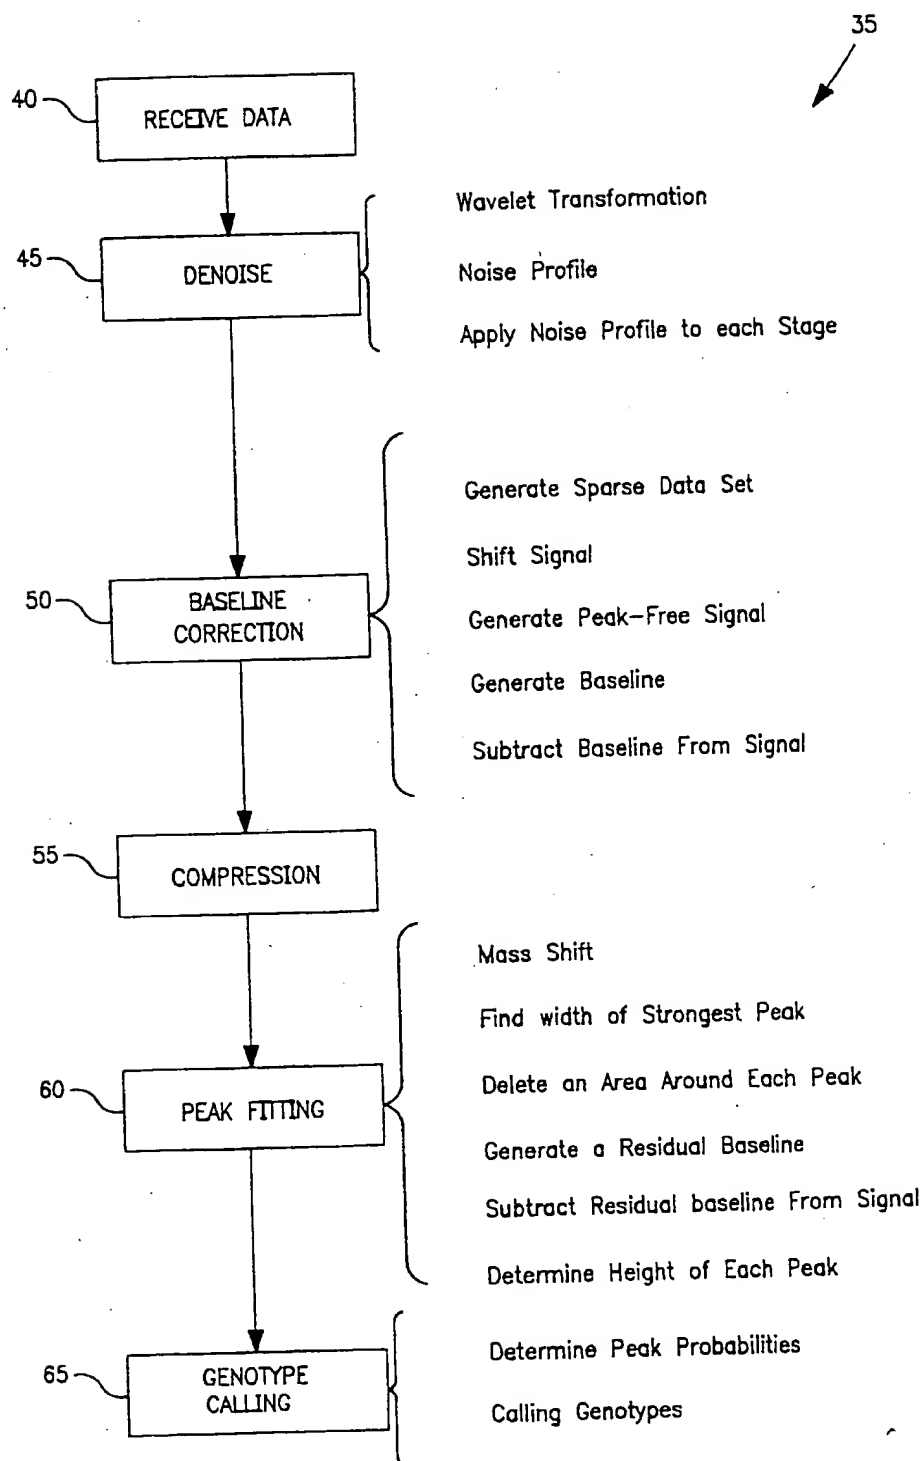 35
40
RECEIVE DATA
Wavelet Transformation
45
DENOISE
Noise Profile
Apply Noise Profile to each Stage
Generate Sparse Data Set
Shift Signal
50
BASELINE
CORRECTION
Generate Peak-Free Signal
Generate Baseline
Subtract Baseline From Signal
55
COMPRESSION
Mass Shift
Find width of Strongest Peak
60
PEAK FITTING
Delete an Area Around Each Peak
Generate a Residual Baseline
Subtract Residual baseline From Signal
Determine Height of Each Peak
65
GENOTYPE
CALLING
Determine Peak Probabilities
Calling Genotypes